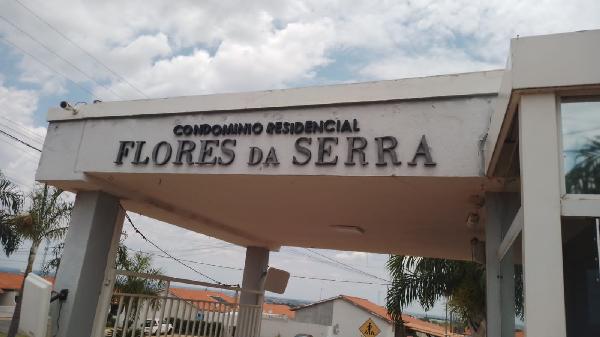 CONDOMINIO RESIDENCIAL
FLORES DA SERRA